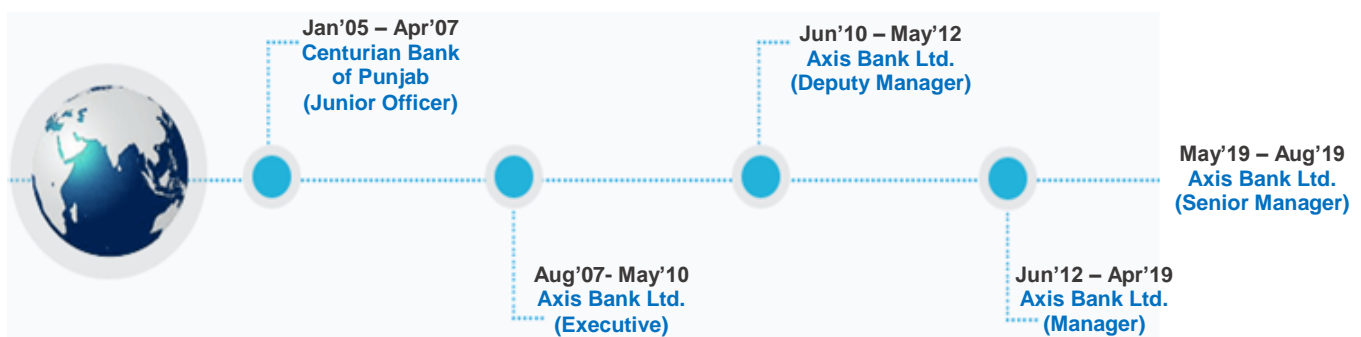 Jan’05 – Apr’07
Centurian Bank
of Punjab
(Junior Officer)
Aug’07- May’10
Axis Bank Ltd.
(Executive)
Jun’10 – May’12
Axis Bank Ltd.
(Deputy Manager)
Jun’12 – Apr’19
Axis Bank Ltd.
(Manager)
May’19 – Aug’19
Axis Bank Ltd.
(Senior Manager)